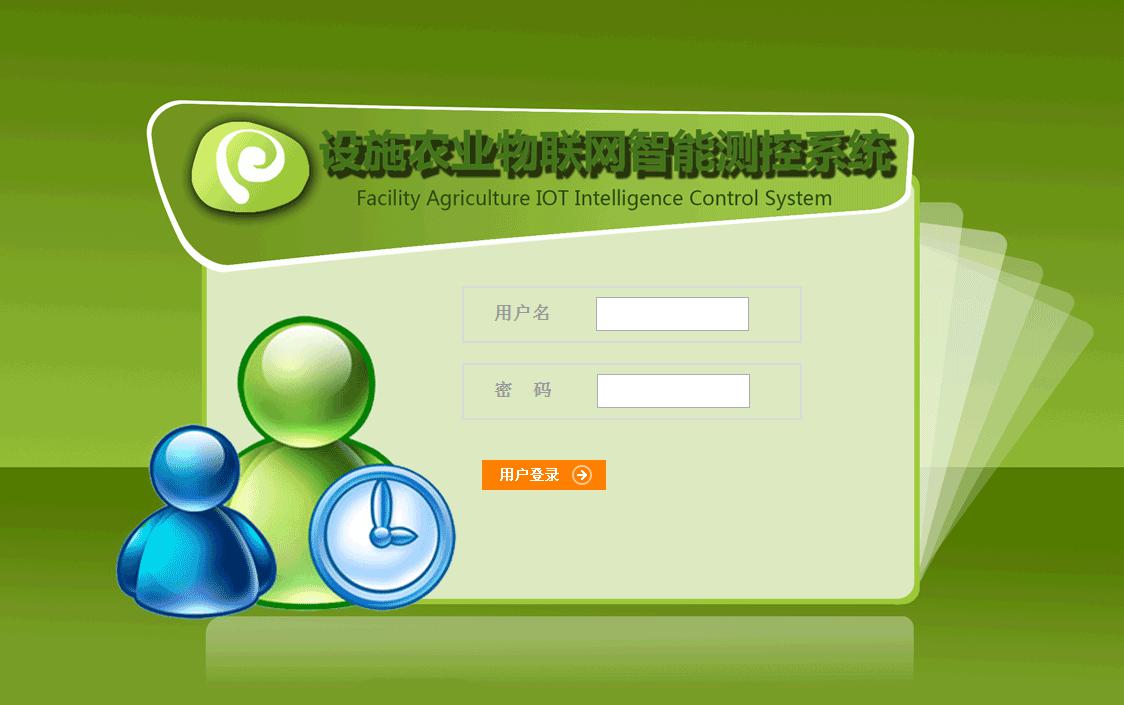 设施农业物联网智能测控系统
Facility Agriculture IOT Intelligence Control System
用户名
密 码
用户登录